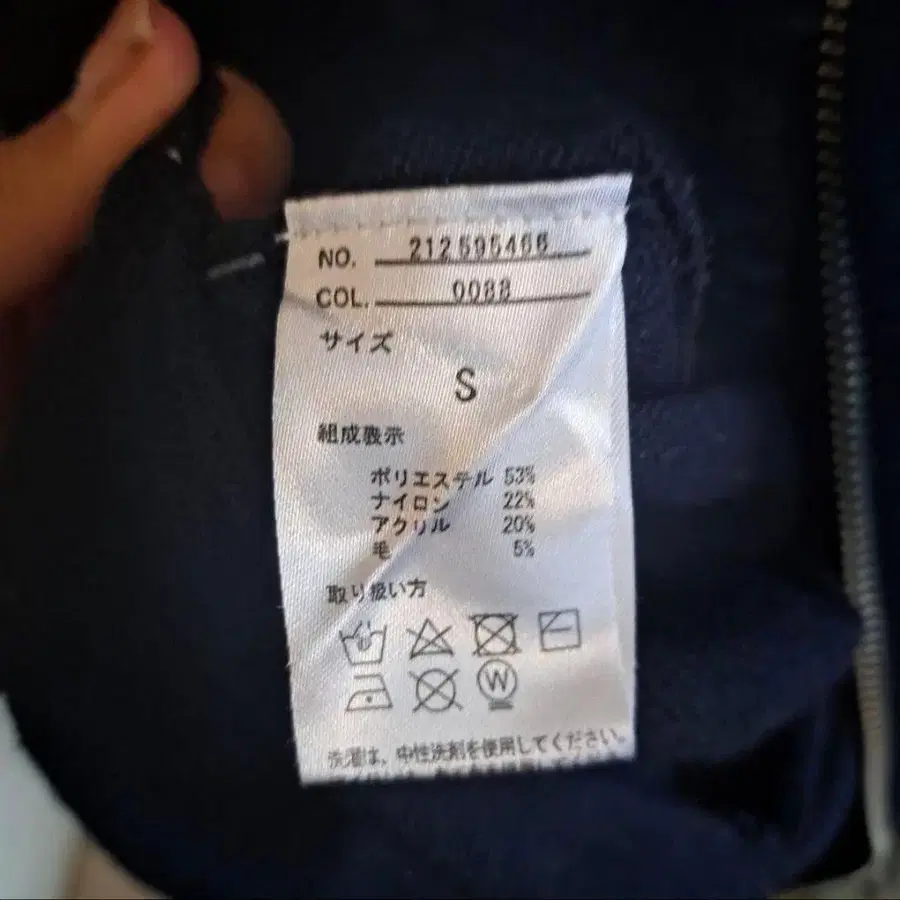 NO. 212595466
COL. 0088
サイズ
S
組成表示
ポリエステル 53%
ナイロン 22%
アクリル 20%
毛 5%
取り扱い方
W
洗濯は、中性洗剤を使用してください。